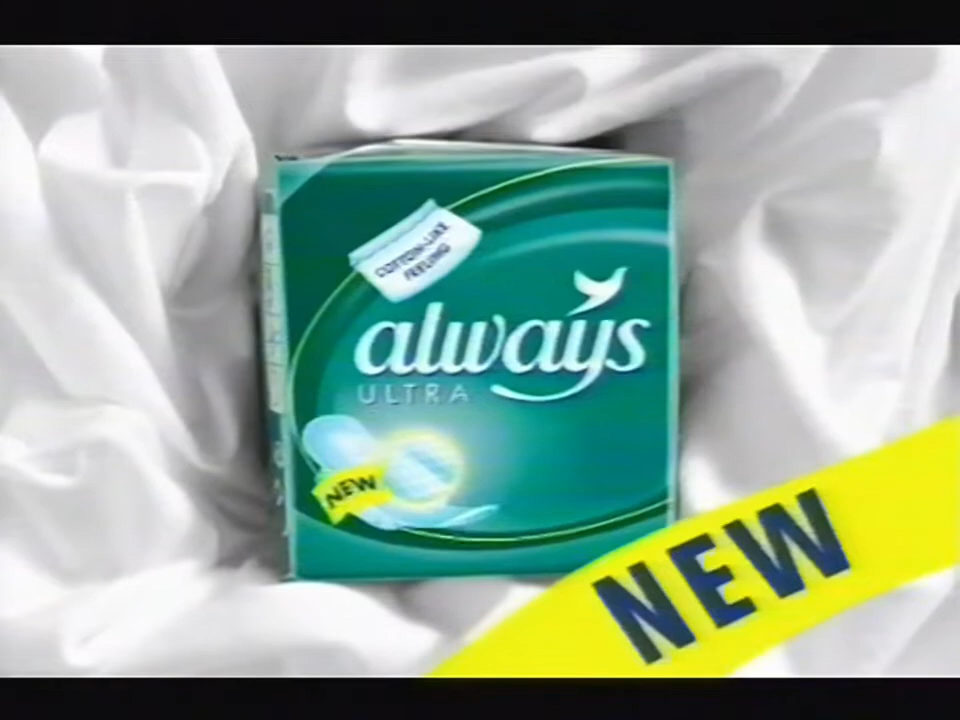 COTTON-LIKE
FEELING
always
ULTRA
NEW
NEW